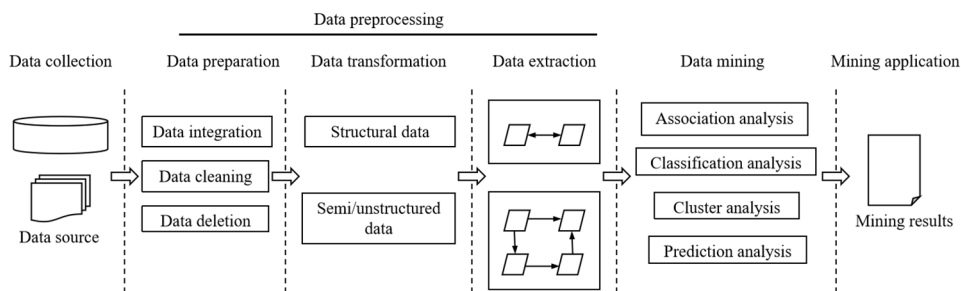 Data preprocessing
Data collection
Data preparation
Data transformation
Data extraction
Data mining
Mining application
Data source
Data integration
Data cleaning
Data deletion
Structural data
Semi/unstructured
data
Association analysis
Classification analysis
Cluster analysis
Prediction analysis
Mining results